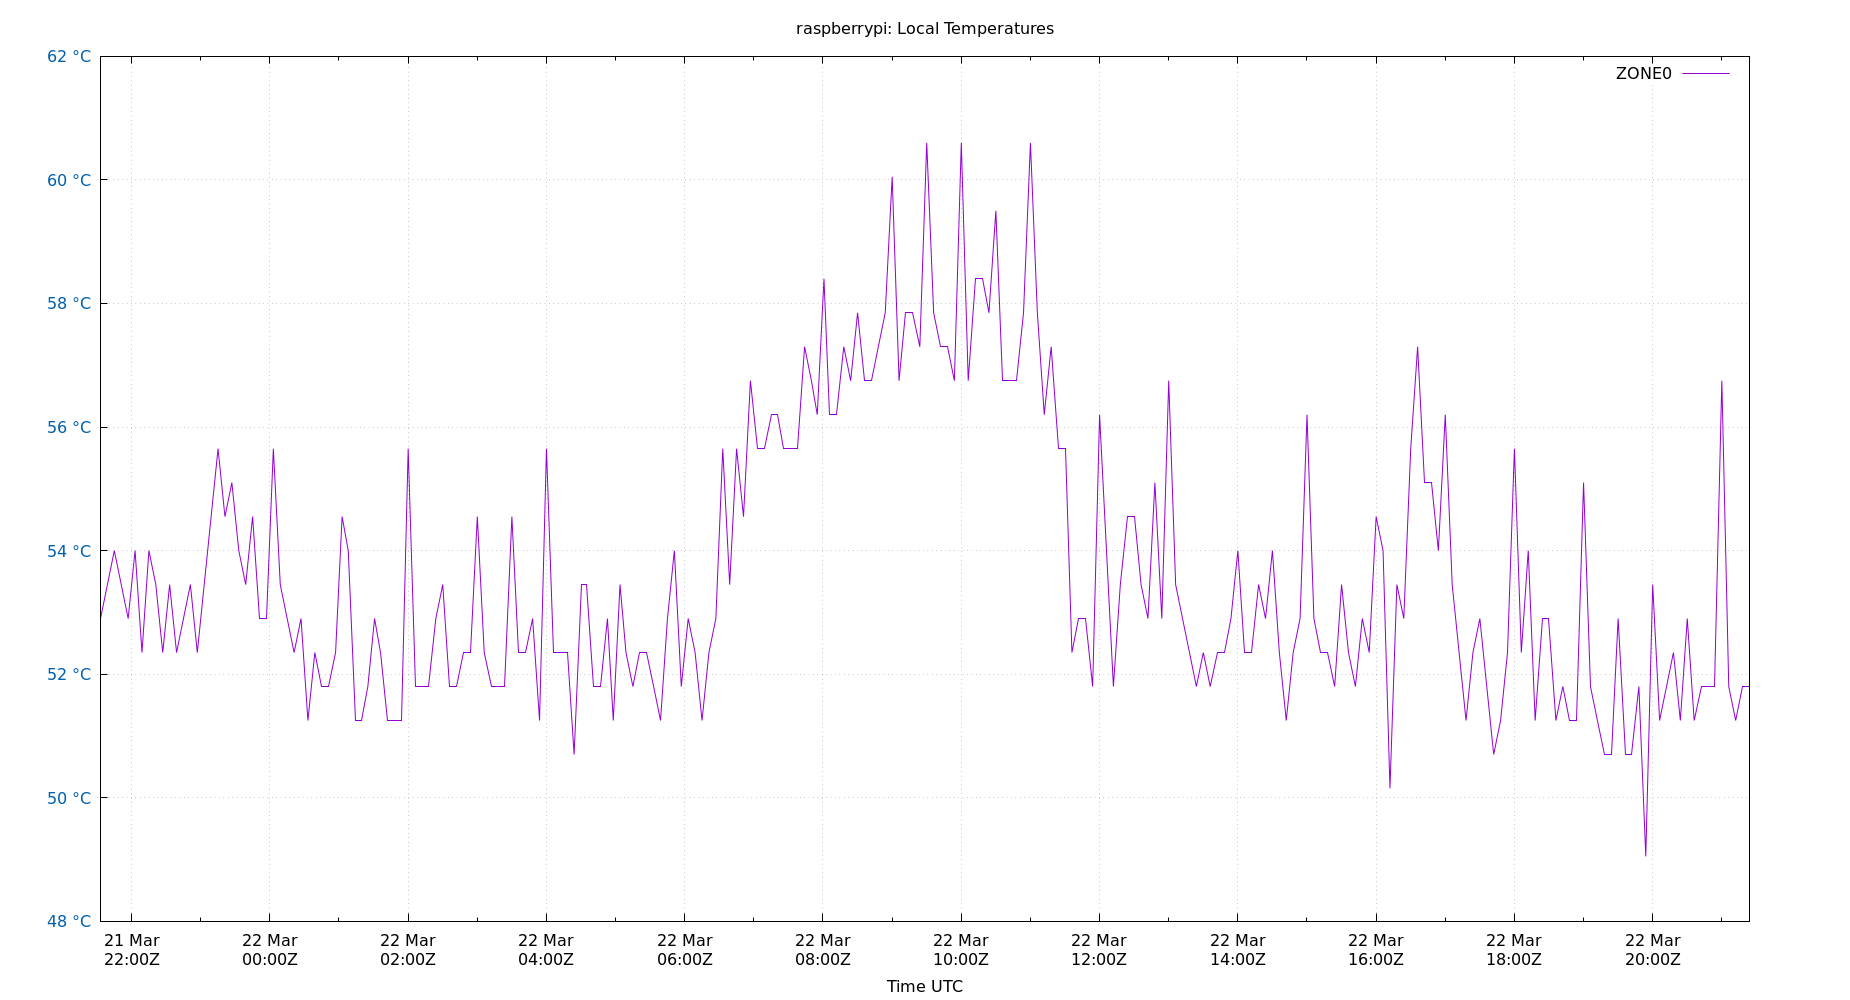 raspberrypi: Local Temperatures
62 °C
ZONE0
60 °C
58 °C
56 °C
54 °C
52 °C
50 °C
48 °C
21 Mar 22 Mar 22 Mar 22 Mar 22 Mar 22 Mar 22 Mar 22 Mar 22 Mar 22 Mar 22 Mar 22 Mar
22:00Z 00:00Z 02:00Z 04:00Z 06:00Z 08:00Z 10:00Z 12:00Z 14:00Z 16:00Z 18:00Z 20:00Z
Time UTC